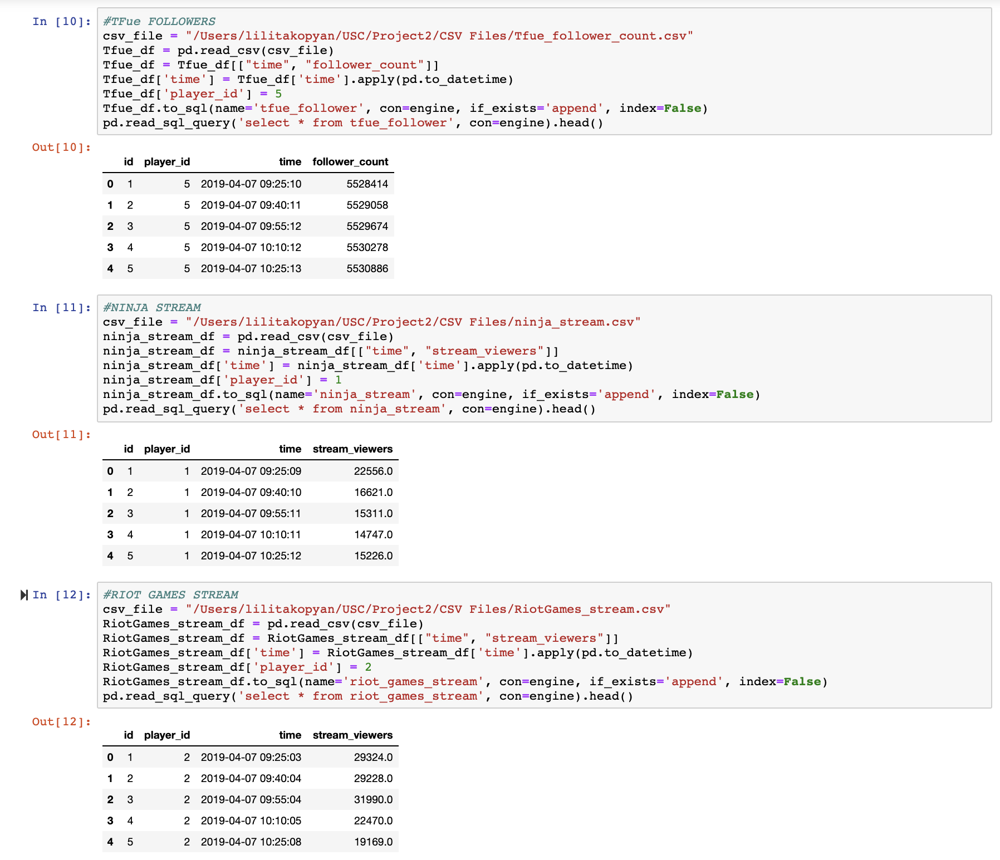 In [10]:
#TFue FOLLOWERS
csv_file = "/Users/lilitakopyan/USC/Project2/CSV Files/Tfue_follower_count.csv"
Tfue_df = pd.read_csv(csv_file)
Tfue_df = Tfue_df[["time", "follower_count"]]
Tfue_df['time'] = Tfue_df['time'].apply(pd.to_datetime)
Tfue_df['player_id'] = 5
Tfue_df.to_sql(name='tfue_follower', con=engine, if_exists='append', index=False)
pd.read_sql_query('select * from tfue_follower', con=engine).head()
Out[10]:
id player_id time follower_count
0 1 5 2019-04-07 09:25:10 5528414
1 2 5 2019-04-07 09:40:11 5529058
2 3 5 2019-04-07 09:55:12 5529674
3 4 5 2019-04-07 10:10:12 5530278
4 5 5 2019-04-07 10:25:13 5530886
In [11]:
#NINJA STREAM
csv_file = "/Users/lilitakopyan/USC/Project2/CSV Files/ninja_stream.csv"
ninja_stream_df = pd.read_csv(csv_file)
ninja_stream_df = ninja_stream_df[["time", "stream_viewers"]]
ninja_stream_df['time'] = ninja_stream_df['time'].apply(pd.to_datetime)
ninja_stream_df['player_id'] = 1
ninja_stream_df.to_sql(name='ninja_stream', con=engine, if_exists='append', index=False)
pd.read_sql_query('select * from ninja_stream', con=engine).head()
Out[11]:
id player_id time stream_viewers
0 1 1 2019-04-07 09:25:09 22556.0
1 2 1 2019-04-07 09:40:10 16621.0
2 3 1 2019-04-07 09:55:11 15311.0
3 4 1 2019-04-07 10:10:11 14747.0
4 5 1 2019-04-07 10:25:12 15226.0
In [12]:
#RIOT GAMES STREAM
csv_file = "/Users/lilitakopyan/USC/Project2/CSV Files/RiotGames_stream.csv"
RiotGames_stream_df = pd.read_csv(csv_file)
RiotGames_stream_df = RiotGames_stream_df[["time", "stream_viewers"]]
RiotGames_stream_df['time'] = RiotGames_stream_df['time'].apply(pd.to_datetime)
RiotGames_stream_df['player_id'] = 2
RiotGames_stream_df.to_sql(name='riot_games_stream', con=engine, if_exists='append', index=False)
pd.read_sql_query('select * from riot_games_stream', con=engine).head()
Out[12]:
id player_id time stream_viewers
0 1 2 2019-04-07 09:25:03 29324.0
1 2 2 2019-04-07 09:40:04 29228.0
2 3 2 2019-04-07 09:55:04 31990.0
3 4 2 2019-04-07 10:10:05 22470.0
4 5 2 2019-04-07 10:25:08 19169.0